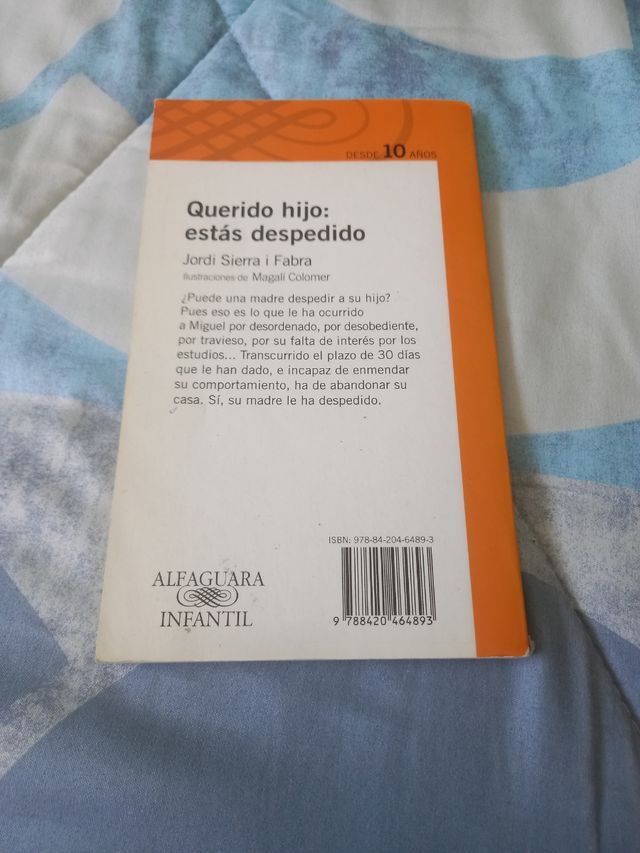 DESDE 10 AÑOS
Querido hijo:
estás despedido
Jordi Sierra i Fabra
Ilustraciones de Magalí Colomer
¿Puede una madre despedir a su hijo?
Pues eso es lo que le ha ocurrido
a Miguel por desordenado, por desobediente,
por travieso, por su falta de interés por los
estudios... Transcurrido el plazo de 30 días
que le han dado, e incapaz de enmendar
su comportamiento, ha de abandonar su
casa. Sí, su madre le ha despedido.
ISBN: 978-84-204-6489-3
ALFAGUARA
INFANTIL
9 788420 464893